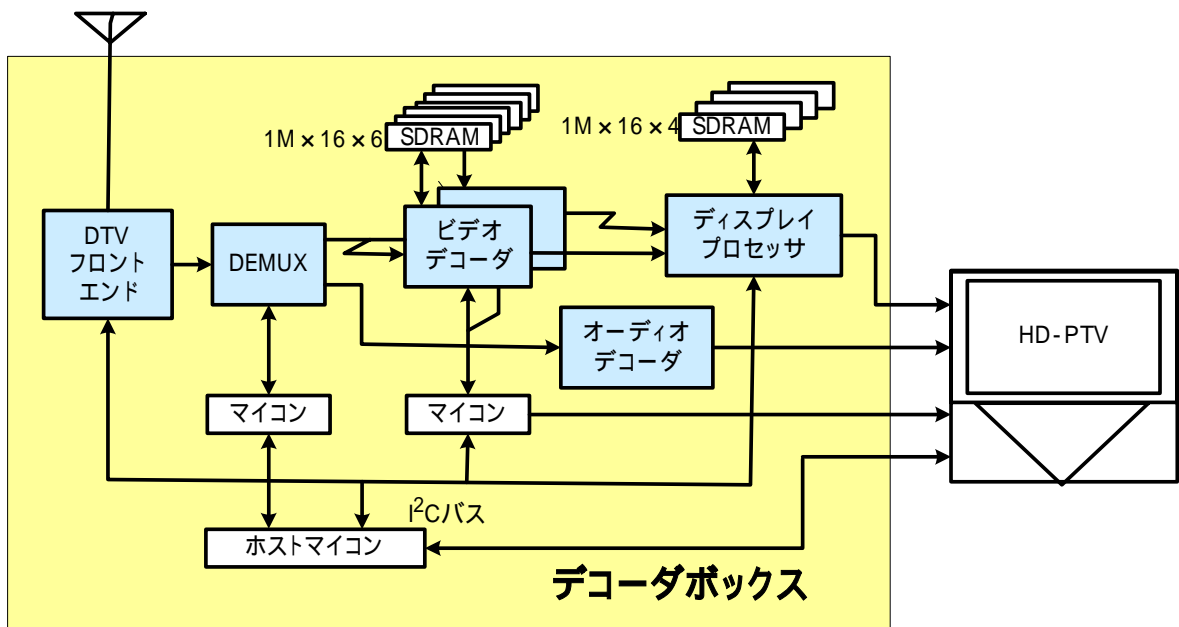 1M×16×6
SDRAM
1M×16×4
SDRAM
DTV
フロント
エンド
DEMUX
ビデオ
デコーダ
ディスプレイ
プロセッサ
オーディオ
デコーダ
HD-PTV
マイコン
マイコン
I²Cバス
ホストマイコン
デコーダボックス